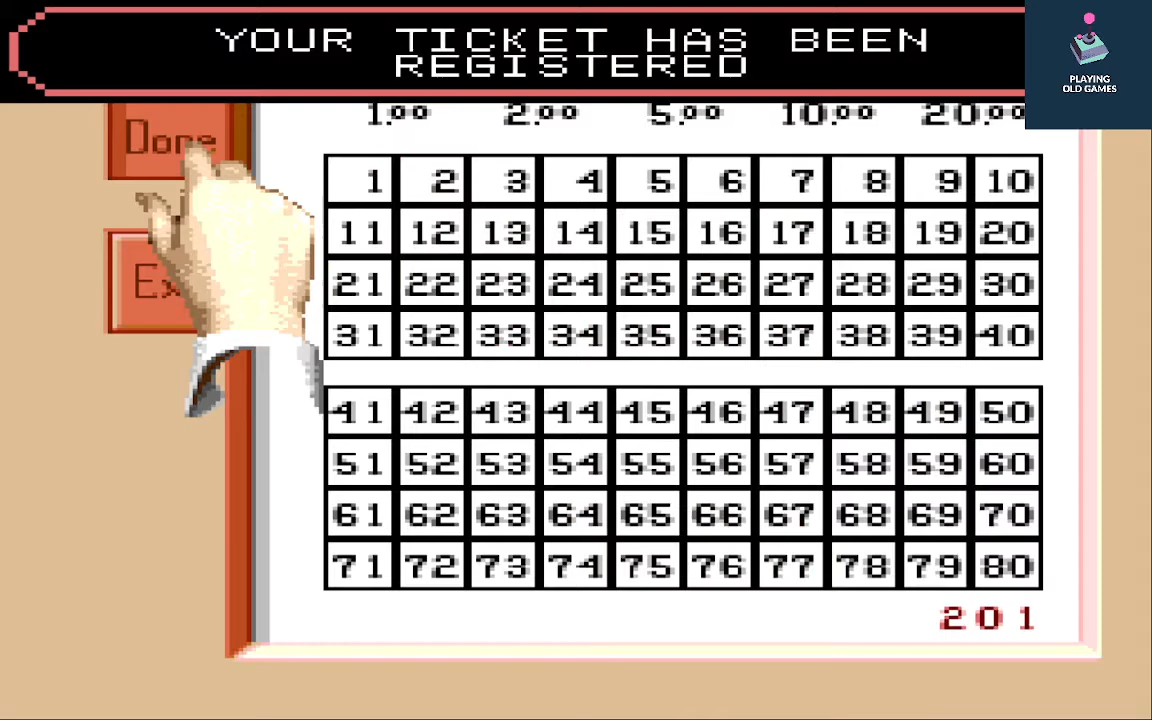 YOUR TICKET HAS BEEN
REGISTERED
PLAYING
OLD GAMES
Done
1.00 2.00 5.00 10.00 20.00
1 2 3 4 5 6 7 8 9 10
11 12 13 14 15 16 17 18 19 20
21 22 23 24 25 26 27 28 29 30
31 32 33 34 35 36 37 38 39 40
41 42 43 44 45 46 47 48 49 50
51 52 53 54 55 56 57 58 59 60
61 62 63 64 65 66 67 68 69 70
71 72 73 74 75 76 77 78 79 80
201